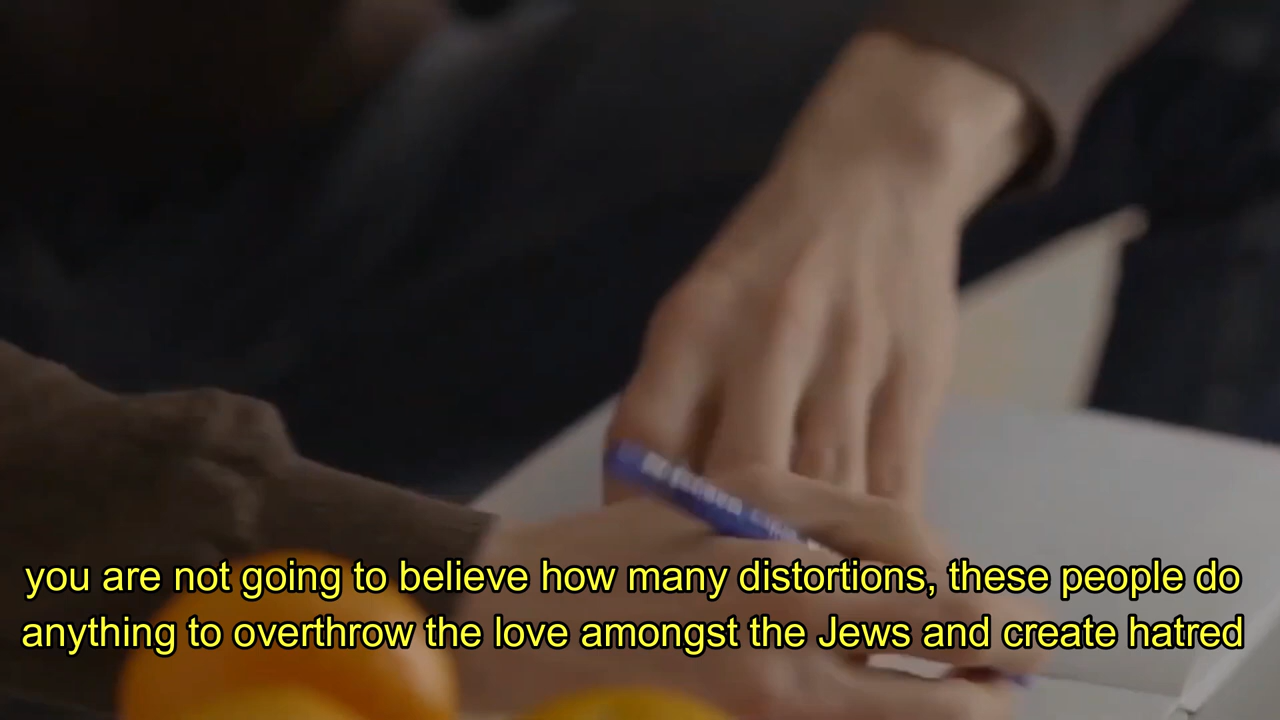 you are not going to believe how many distortions, these people do
anything to overthrow the love amongst the Jews and create hatred